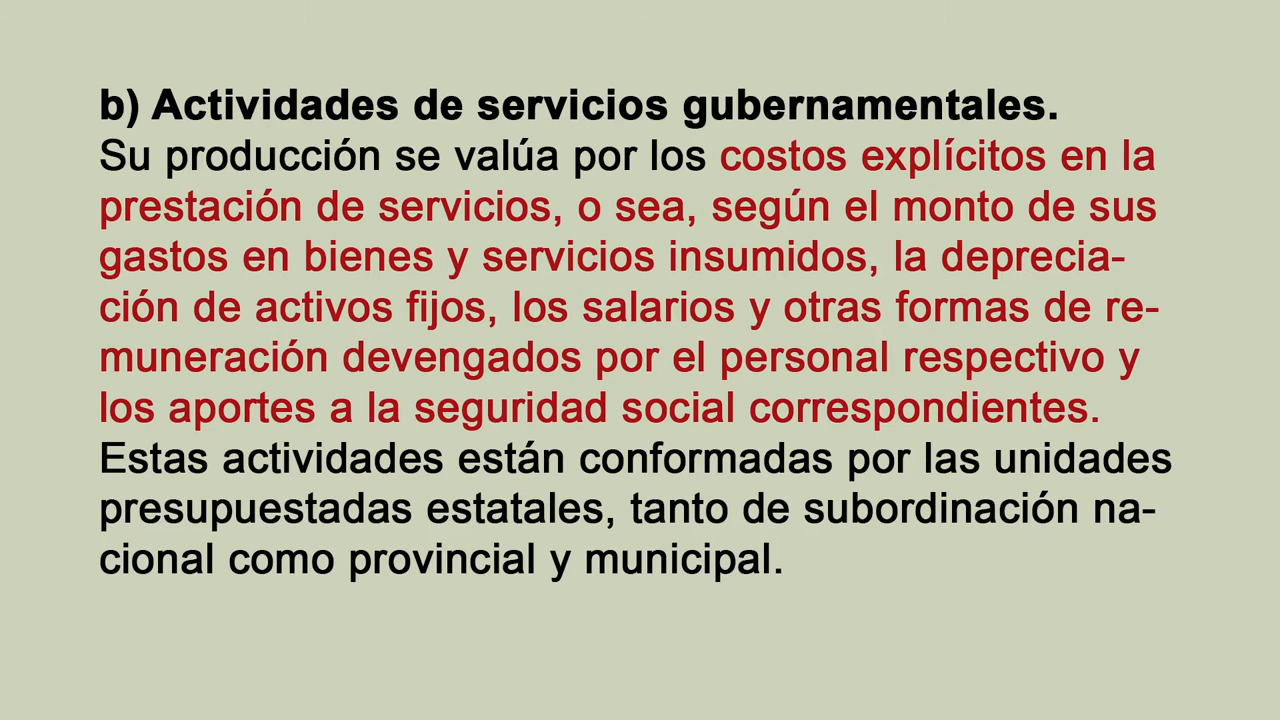 b) Actividades de servicios gubernamentales.
Su producción se valúa por los costos explícitos en la
prestación de servicios, o sea, según el monto de sus
gastos en bienes y servicios insumidos, la deprecia-
ción de activos fijos, los salarios y otras formas de re-
muneración devengados por el personal respectivo y
los aportes a la seguridad social correspondientes.
Estas actividades están conformadas por las unidades
presupuestadas estatales, tanto de subordinación na-
cional como provincial y municipal.